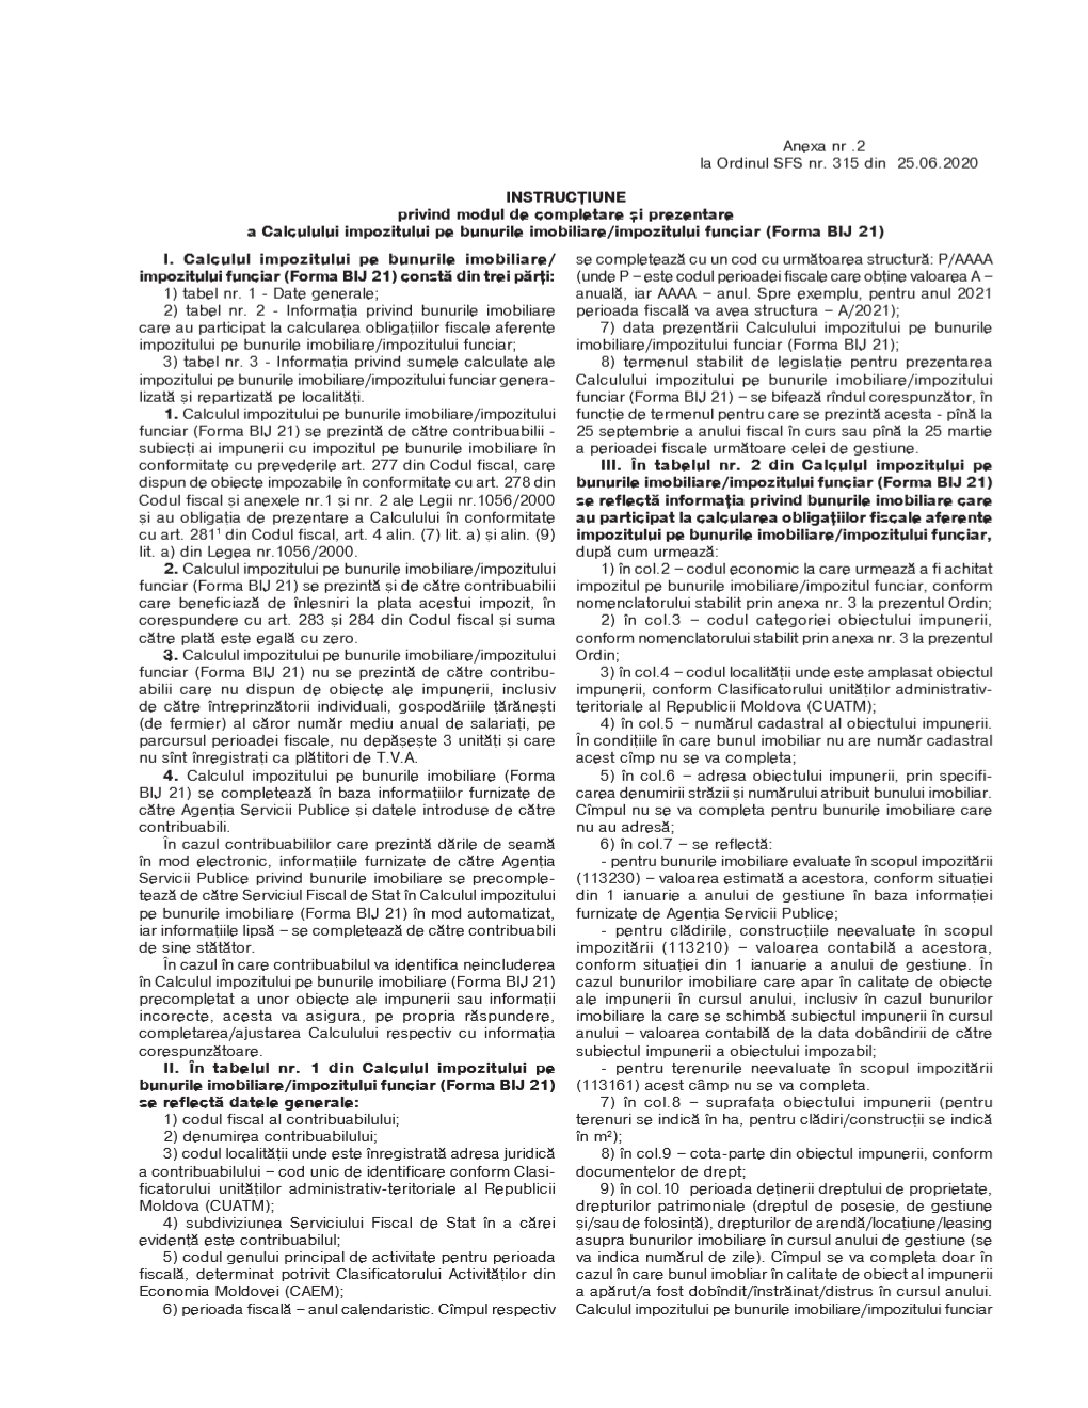 Anexa nr .2
la Ordinul SFS nr. 315 din 25.06.2020
INSTRUCȚIUNE
privind modul de completare și prezentare
a Calculului impozitului pe bunurile imobiliare/impozitului funciar (Forma BIJ 21)
I. Calculul impozitului pe bunurile imobiliare/
impozitului funciar (Forma BIJ 21) constă din trei părți:
1) tabel nr. 1 - Date generale;
2) tabel nr. 2 - Informația privind bunurile imobiliare
care au participat la calcularea obligațiilor fiscale aferente
impozitului pe bunurile imobiliare/impozitului funciar;
3) tabel nr. 3 - Informația privind sumele calculate ale
impozitului pe bunurile imobiliare/impozitului funciar genera-
lizată și repartizată pe localități.
1. Calculul impozitului pe bunurile imobiliare/impozitului
funciar (Forma BIJ 21) se prezintă de către contribuabilii -
subiecți ai impunerii cu impozitul pe bunurile imobiliare în
conformitate cu prevederile art. 277 din Codul fiscal, care
dispun de obiecte impozabile în conformitate cu art. 278 din
Codul fiscal și anexele nr.1 și nr. 2 ale Legii nr.1056/2000
și au obligația de prezentare a Calculului în conformitate
cu art. 281¹ din Codul fiscal, art. 4 alin. (7) lit. a) și alin. (9)
lit. a) din Legea nr.1056/2000.
2. Calculul impozitului pe bunurile imobiliare/impozitului
funciar (Forma BIJ 21) se prezintă și de către contribuabilii
care beneficiază de înlesniri la plata acestui impozit, în
corespundere cu art. 283 și 284 din Codul fiscal și suma
către plată este egală cu zero.
3. Calculul impozitului pe bunurile imobiliare/impozitului
funciar (Forma BIJ 21) nu se prezintă de către contribu-
abilii care nu dispun de obiecte ale impunerii, inclusiv
de către întreprinzătorii individuali, gospodăriile țărănești
(de fermier) al căror număr mediu anual de salariați, pe
parcursul perioadei fiscale, nu depășește 3 unități și care
nu sînt înregistrați ca plătitori de T.V.A.
4. Calculul impozitului pe bunurile imobiliare (Forma
BIJ 21) se completează în baza informațiilor furnizate de
către Agenția Servicii Publice și datele introduse de către
contribuabili.
În cazul contribuabililor care prezintă dările de seamă
în mod electronic, informațiile furnizate de către Agenția
Servicii Publice privind bunurile imobiliare se precomple-
tează de către Serviciul Fiscal de Stat în Calculul impozitului
pe bunurile imobiliare (Forma BIJ 21) în mod automatizat,
iar informațiile lipsă – se completează de către contribuabili
de sine stătător.
În cazul în care contribuabilul va identifica neincluderea
în Calculul impozitului pe bunurile imobiliare (Forma BIJ 21)
precompletat a unor obiecte ale impunerii sau informații
incorecte, acesta va asigura, pe propria răspundere,
completarea/ajustarea Calculului respectiv cu informația
corespunzătoare.
II. În tabelul nr. 1 din Calculul impozitului pe
bunurile imobiliare/impozitului funciar (Forma BIJ 21)
se reflectă datele generale:
1) codul fiscal al contribuabilului;
2) denumirea contribuabilului;
3) codul localității unde este înregistrată adresa juridică
a contribuabilului – cod unic de identificare conform Clasi-
ficatorului unităților administrativ-teritoriale al Republicii
Moldova (CUATM);
4) subdiviziunea Serviciului Fiscal de Stat în a cărei
evidență este contribuabilul;
5) codul genului principal de activitate pentru perioada
fiscală, determinat potrivit Clasificatorului Activităților din
Economia Moldovei (CAEM);
6) perioada fiscală – anul calendaristic. Cîmpul respectiv
se completează cu un cod cu următoarea structură: P/AAAA
(unde P – este codul perioadei fiscale care obține valoarea A –
anuală, iar AAAA – anul. Spre exemplu, pentru anul 2021
perioada fiscală va avea structura – A/2021);
7) data prezentării Calculului impozitului pe bunurile
imobiliare/impozitului funciar (Forma BIJ 21);
8) termenul stabilit de legislație pentru prezentarea
Calculului impozitului pe bunurile imobiliare/impozitului
funciar (Forma BIJ 21) – se bifează rîndul corespunzător, în
funcție de termenul pentru care se prezintă acesta - pînă la
25 septembrie a anului fiscal în curs sau pînă la 25 martie
a perioadei fiscale următoare celei de gestiune.
III. În tabelul nr. 2 din Calculul impozitului pe
bunurile imobiliare/impozitului funciar (Forma BIJ 21)
se reflectă informația privind bunurile imobiliare care
au participat la calcularea obligațiilor fiscale aferente
impozitului pe bunurile imobiliare/impozitului funciar,
după cum urmează:
1) în col.2 – codul economic la care urmează a fi achitat
impozitul pe bunurile imobiliare/impozitul funciar, conform
nomenclatorului stabilit prin anexa nr. 3 la prezentul Ordin;
2) în col.3 – codul categoriei obiectului impunerii,
conform nomenclatorului stabilit prin anexa nr. 3 la prezentul
Ordin;
3) în col.4 – codul localității unde este amplasat obiectul
impunerii, conform Clasificatorului unităților administrativ-
teritoriale al Republicii Moldova (CUATM);
4) în col.5 – numărul cadastral al obiectului impunerii.
În condițiile în care bunul imobiliar nu are număr cadastral
acest cîmp nu se va completa;
5) în col.6 – adresa obiectului impunerii, prin specifi-
carea denumirii străzii și numărului atribuit bunului imobiliar.
Cîmpul nu se va completa pentru bunurile imobiliare care
nu au adresă;
6) în col.7 – se reflectă:
- pentru bunurile imobiliare evaluate în scopul impozitării
(113230) – valoarea estimată a acestora, conform situației
din 1 ianuarie a anului de gestiune în baza informației
furnizate de Agenția Servicii Publice;
- pentru clădirile, construcțiile neevaluate în scopul
impozitării (113210) – valoarea contabilă a acestora,
conform situației din 1 ianuarie a anului de gestiune. În
cazul bunurilor imobiliare care apar în calitate de obiecte
ale impunerii în cursul anului, inclusiv în cazul bunurilor
imobiliare la care se schimbă subiectul impunerii în cursul
anului – valoarea contabilă de la data dobândirii de către
subiectul impunerii a obiectului impozabil;
- pentru terenurile neevaluate în scopul impozitării
(113161) acest câmp nu se va completa.
7) în col.8 – suprafața obiectului impunerii (pentru
terenuri se indică în ha, pentru clădiri/construcții se indică
în m²);
8) în col.9 – cota-parte din obiectul impunerii, conform
documentelor de drept;
9) în col.10 perioada deținerii dreptului de proprietate,
drepturilor patrimoniale (dreptul de posesie, de gestiune
și/sau de folosință), drepturilor de arendă/locațiune/leasing
asupra bunurilor imobiliare în cursul anului de gestiune (se
va indica numărul de zile). Cîmpul se va completa doar în
cazul în care bunul imobliar în calitate de obiect al impunerii
a apărut/a fost dobîndit/înstrăinat/distrus în cursul anului.
Calculul impozitului pe bunurile imobiliare/impozitului funciar